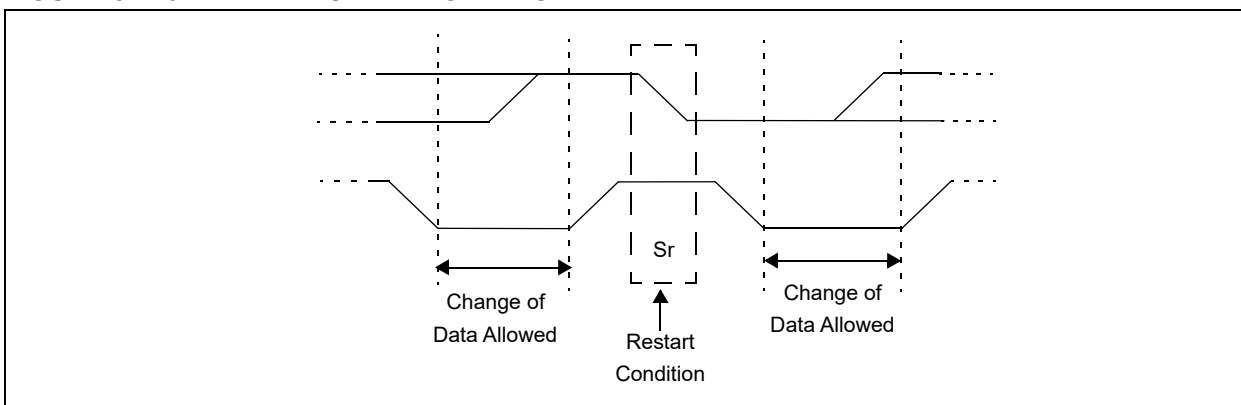 Sr
Change of
Data Allowed
Restart
Condition
Change of
Data Allowed